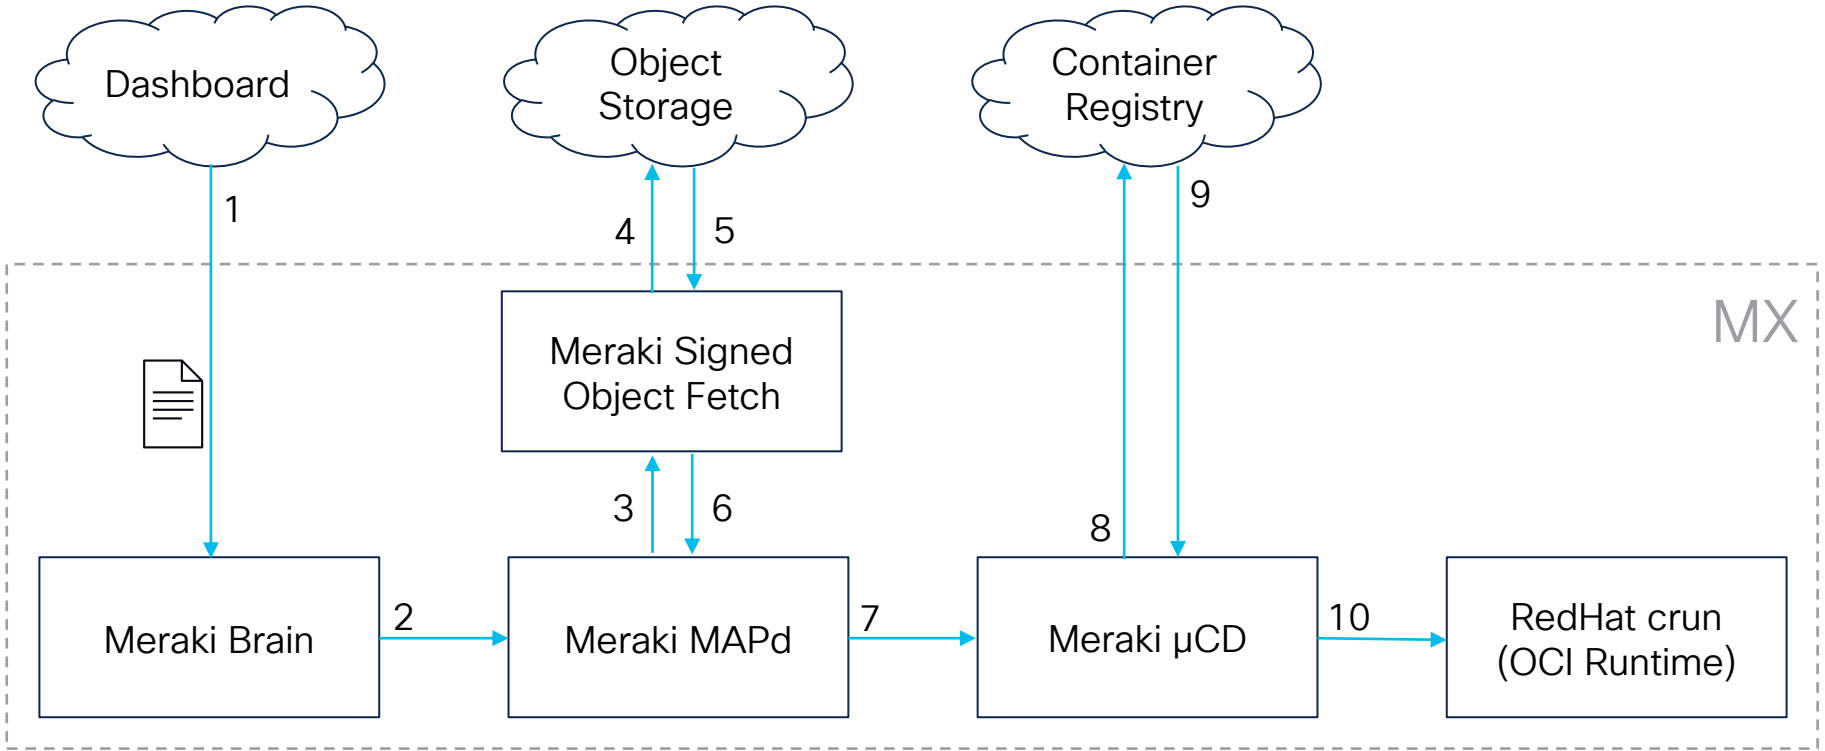 Dashboard
Object
Storage
Container
Registry
1
4
5
9
MX
Meraki Signed
Object Fetch
3
6
8
2
7
10
Meraki Brain
Meraki MAPd
Meraki µCD
RedHat crun
(OCI Runtime)